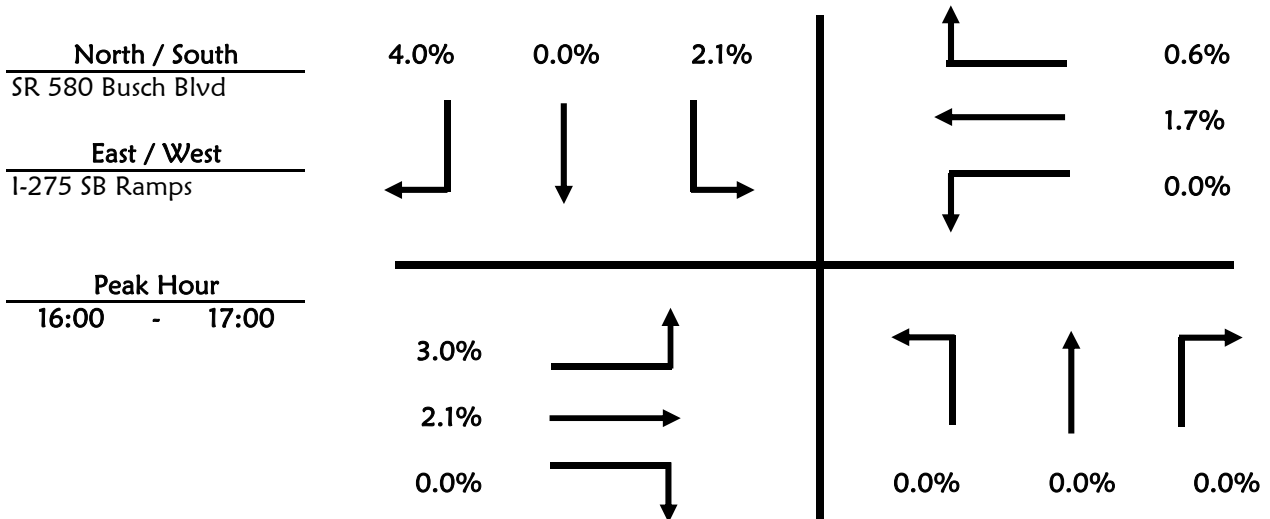 North / South
SR 580 Busch Blvd
East / West
I-275 SB Ramps
Peak Hour
16:00 - 17:00
4.0% 0.0% 2.1%
0.6%
1.7%
0.0%
3.0%
2.1%
0.0%
0.0% 0.0% 0.0%